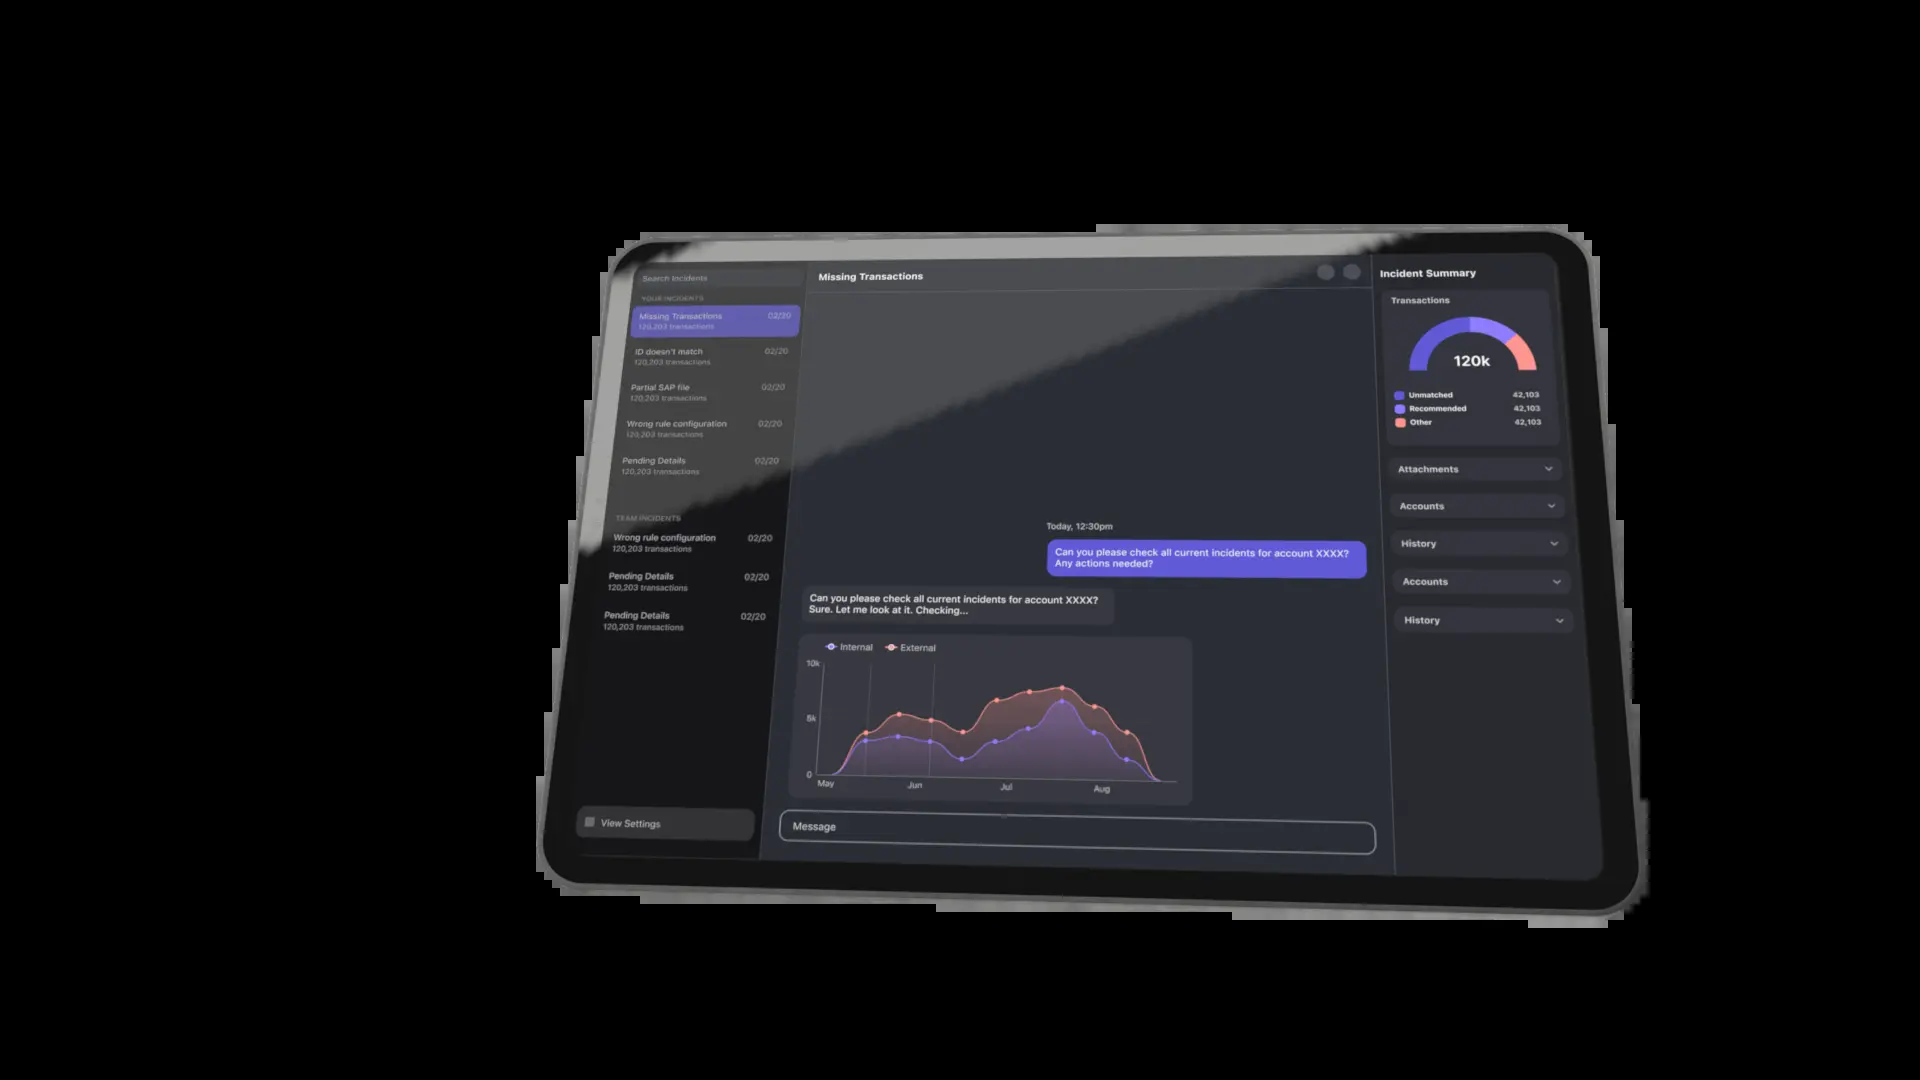 Search Incidents
YOUR INCIDENTS
Missing Transactions 02/20
120,203 transactions
ID doesn't match 02/20
120,203 transactions
Partial SAP file 02/20
120,203 transactions
Wrong rule configuration 02/20
120,203 transactions
Pending Details 02/20
120,203 transactions
TEAM INCIDENTS
Wrong rule configuration 02/20
120,203 transactions
Pending Details 02/20
120,203 transactions
Pending Details 02/20
120,203 transactions
View Settings
Missing Transactions
Today, 12:30pm
Can you please check all current incidents for account XXXX?
Any actions needed?
Can you please check all current incidents for account XXXX?
Sure. Let me look at it. Checking...
Internal External
10k
5k
0
May Jun Jul Aug
Message
Incident Summary
Transactions
120k
Unmatched 42,103
Recommended 42,103
Other 42,103
Attachments
Accounts
History
Accounts
History